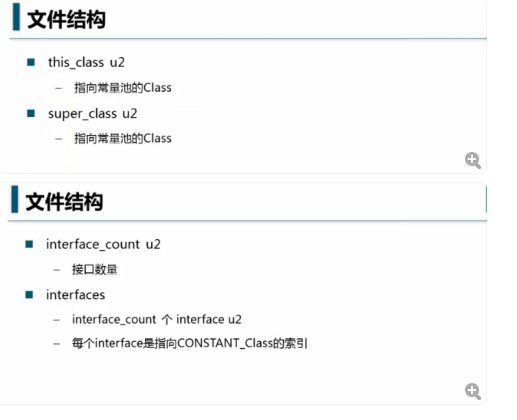 文件结构
this_class u2
– 指向常量池的Class
super_class u2
– 指向常量池的Class
文件结构
interface_count u2
– 接口数量
interfaces
– interface_count 个 interface u2
– 每个interface是指向CONSTANT_Class的索引